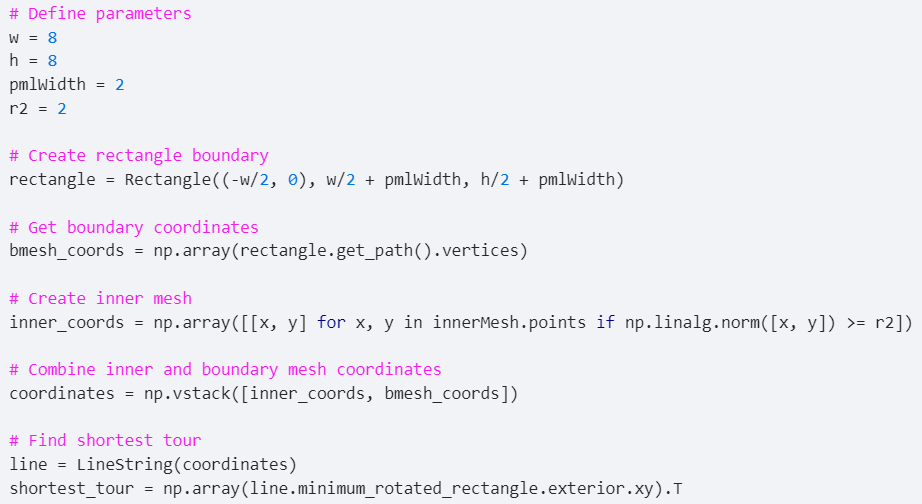 # Define parameters
w = 8
h = 8
pmlWidth = 2
r2 = 2
# Create rectangle boundary
rectangle = Rectangle((-w/2, 0), w/2 + pmlWidth, h/2 + pmlWidth)
# Get boundary coordinates
bmesh_coords = np.array(rectangle.get_path().vertices)
# Create inner mesh
inner_coords = np.array([[x, y] for x, y in innerMesh.points if np.linalg.norm([x, y]) >= r2])
# Combine inner and boundary mesh coordinates
coordinates = np.vstack([inner_coords, bmesh_coords])
# Find shortest tour
line = LineString(coordinates)
shortest_tour = np.array(line.minimum_rotated_rectangle.exterior.xy).T